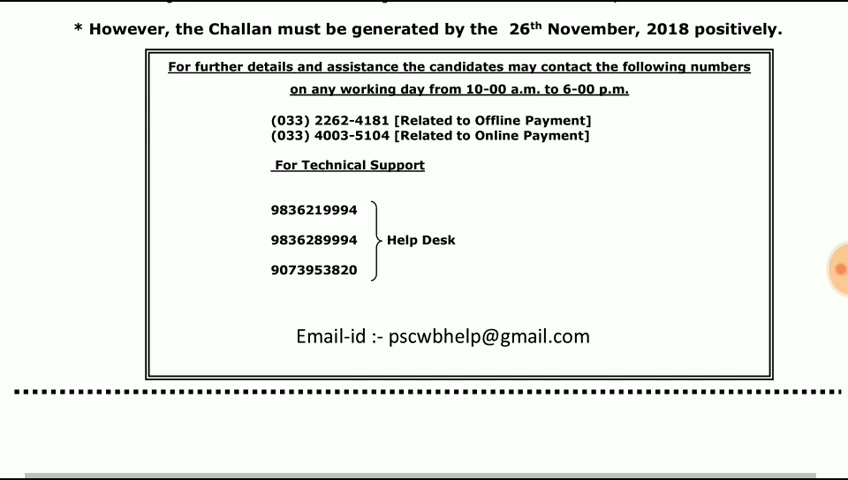 * However, the Challan must be generated by the 26th November, 2018 positively.
For further details and assistance the candidates may contact the following numbers
on any working day from 10-00 a.m. to 6-00 p.m.
(033) 2262-4181 [Related to Offline Payment]
(033) 4003-5104 [Related to Online Payment]
For Technical Support
9836219994
9836289994 Help Desk
9073953820
Email-id :- pscwbhelp@gmail.com